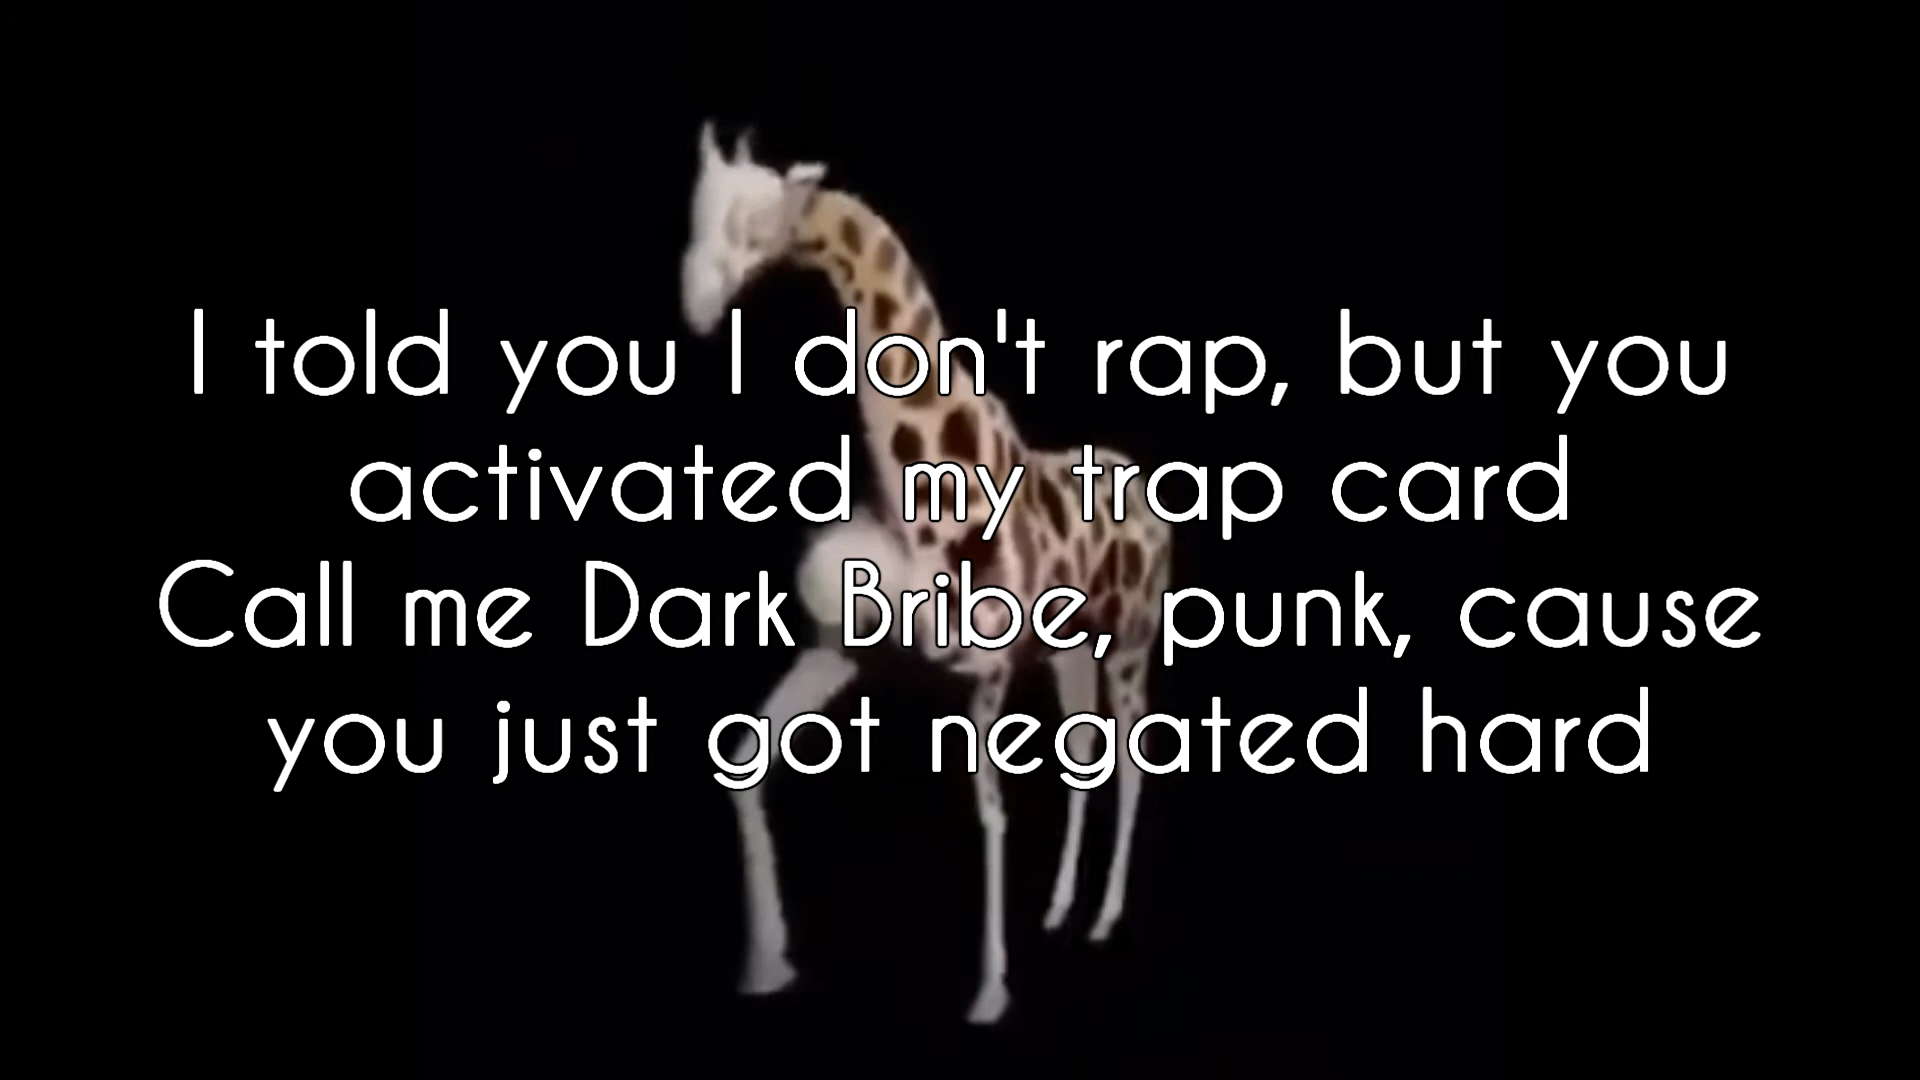 I told you I don't rap, but you
activated my trap card
Call me Dark Bribe, punk, cause
you just got negated hard